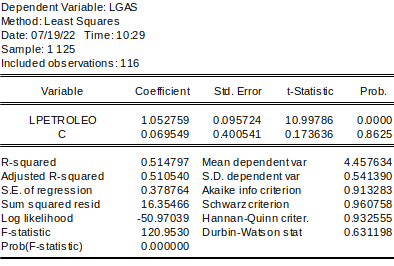 Dependent Variable: LGAS
Method: Least Squares
Date: 07/19/22 Time: 10:29
Sample: 1 125
Included observations: 116
Variable Coefficient Std. Error t-Statistic Prob.
LPETROLEO 1.052759 0.095724 10.99786 0.0000
C 0.069549 0.400541 0.173636 0.8625
R-squared 0.514797 Mean dependent var 4.457634
Adjusted R-squared 0.510540 S.D. dependent var 0.541390
S.E. of regression 0.378764 Akaike info criterion 0.913283
Sum squared resid 16.35466 Schwarz criterion 0.960758
Log likelihood -50.97039 Hannan-Quinn criter. 0.932555
F-statistic 120.9530 Durbin-Watson stat 0.631198
Prob(F-statistic) 0.000000